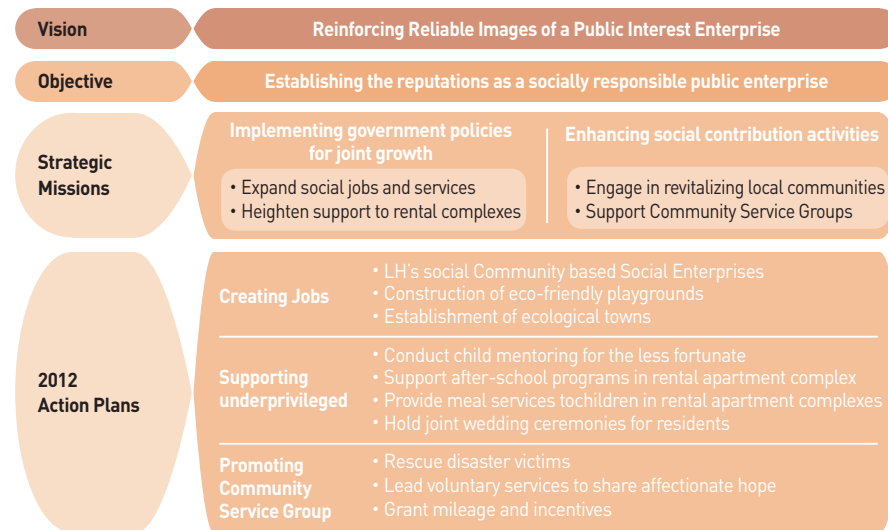 Vision
Reinforcing Reliable Images of a Public Interest Enterprise
Objective
Establishing the reputations as a socially responsible public enterprise
Strategic
Missions
Implementing government policies
for joint growth
• Expand social jobs and services
• Heighten support to rental complexes
Enhancing social contribution activities
• Engage in revitalizing local communities
• Support Community Service Groups
2012
Action Plans
Creating Jobs
• LH's social Community based Social Enterprises
• Construction of eco-friendly playgrounds
• Establishment of ecological towns
Supporting
underprivileged
• Conduct child mentoring for the less fortunate
• Support after-school programs in rental apartment complex
• Provide meal services tochildren in rental apartment complexes
• Hold joint wedding ceremonies for residents
Promoting
Community
Service Group
• Rescue disaster victims
• Lead voluntary services to share affectionate hope
• Grant mileage and incentives